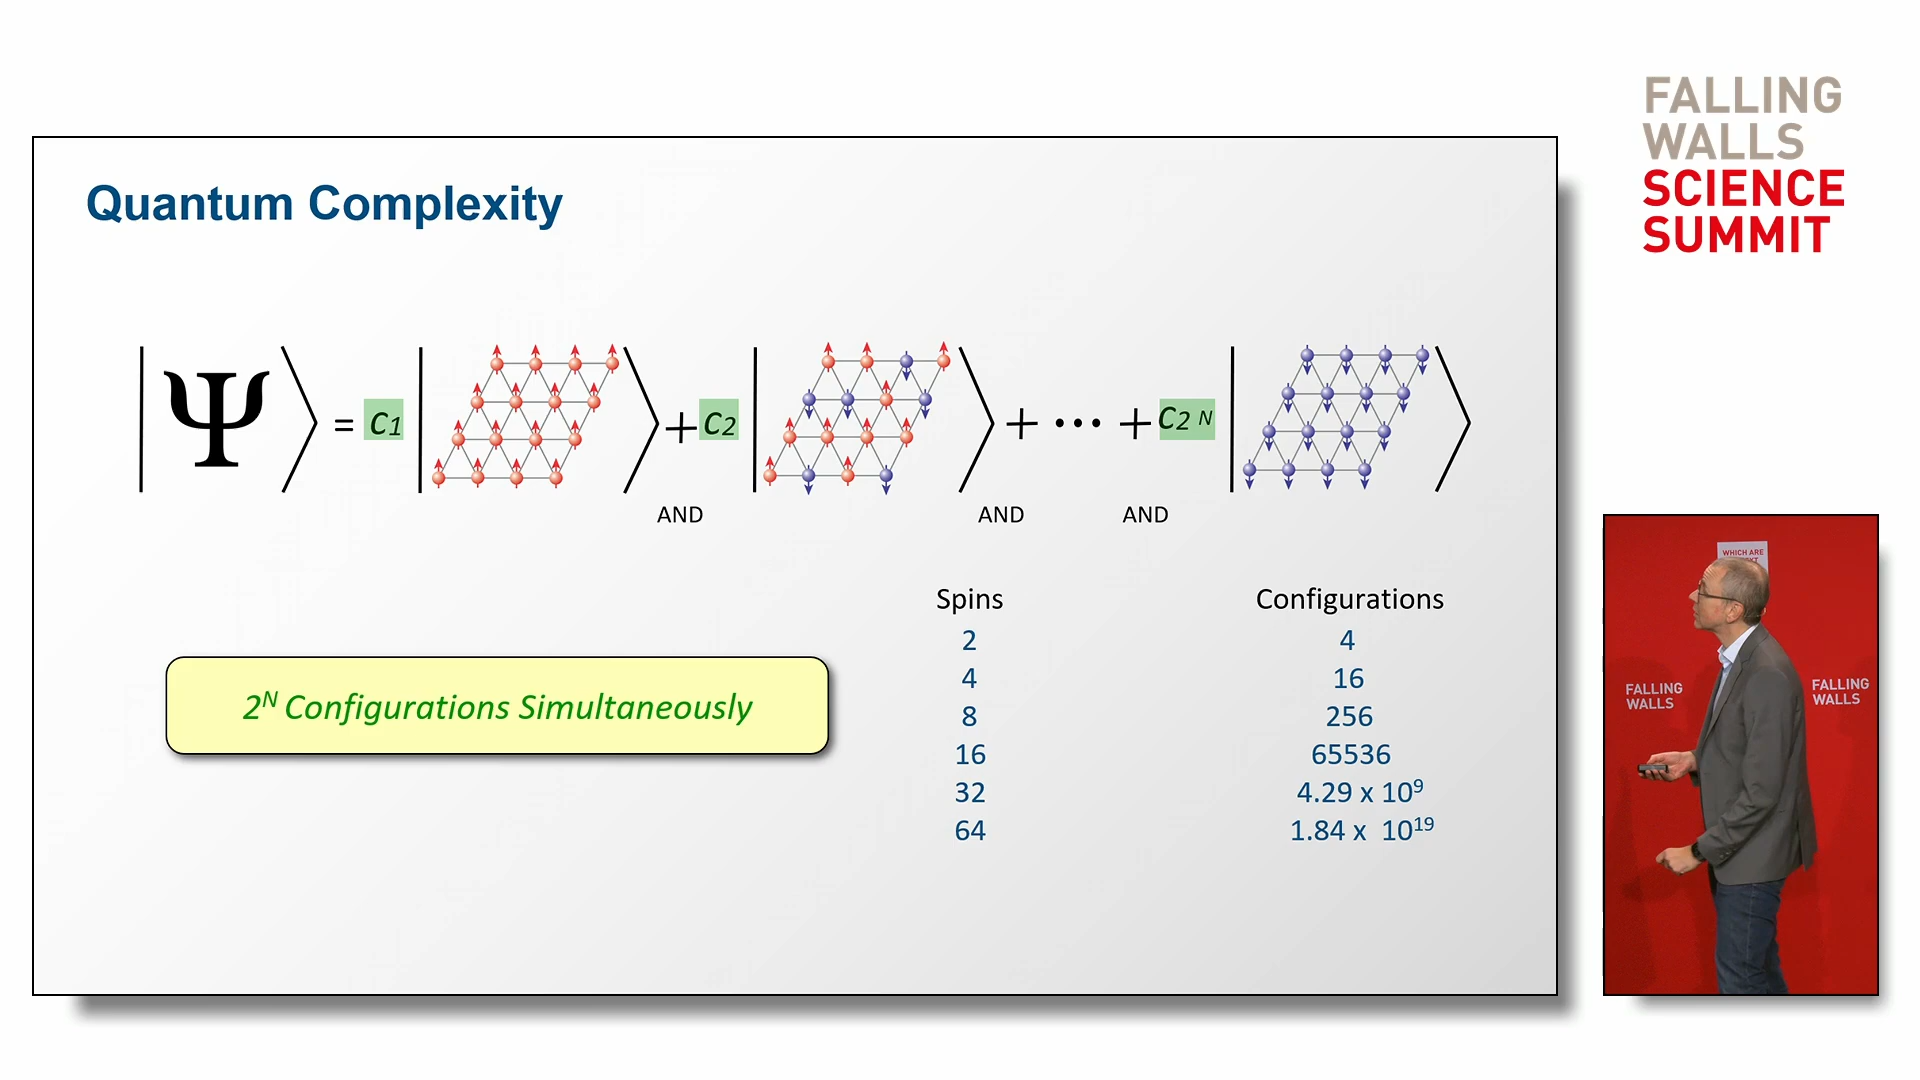 FALLING
WALLS
SCIENCE
SUMMIT
Quantum Complexity
|Ψ⟩ = C₁ | ⟩ + C₂ | ⟩ + ⋯ + C₂ᴺ | ⟩
AND AND AND
Spins Configurations
2 4
4 16
8 256
16 65536
32 4.29 x 10⁹
64 1.84 x 10¹⁹
2ᴺ Configurations Simultaneously
WHICH ARE
FALLING
WALLS
FALLING
WALLS